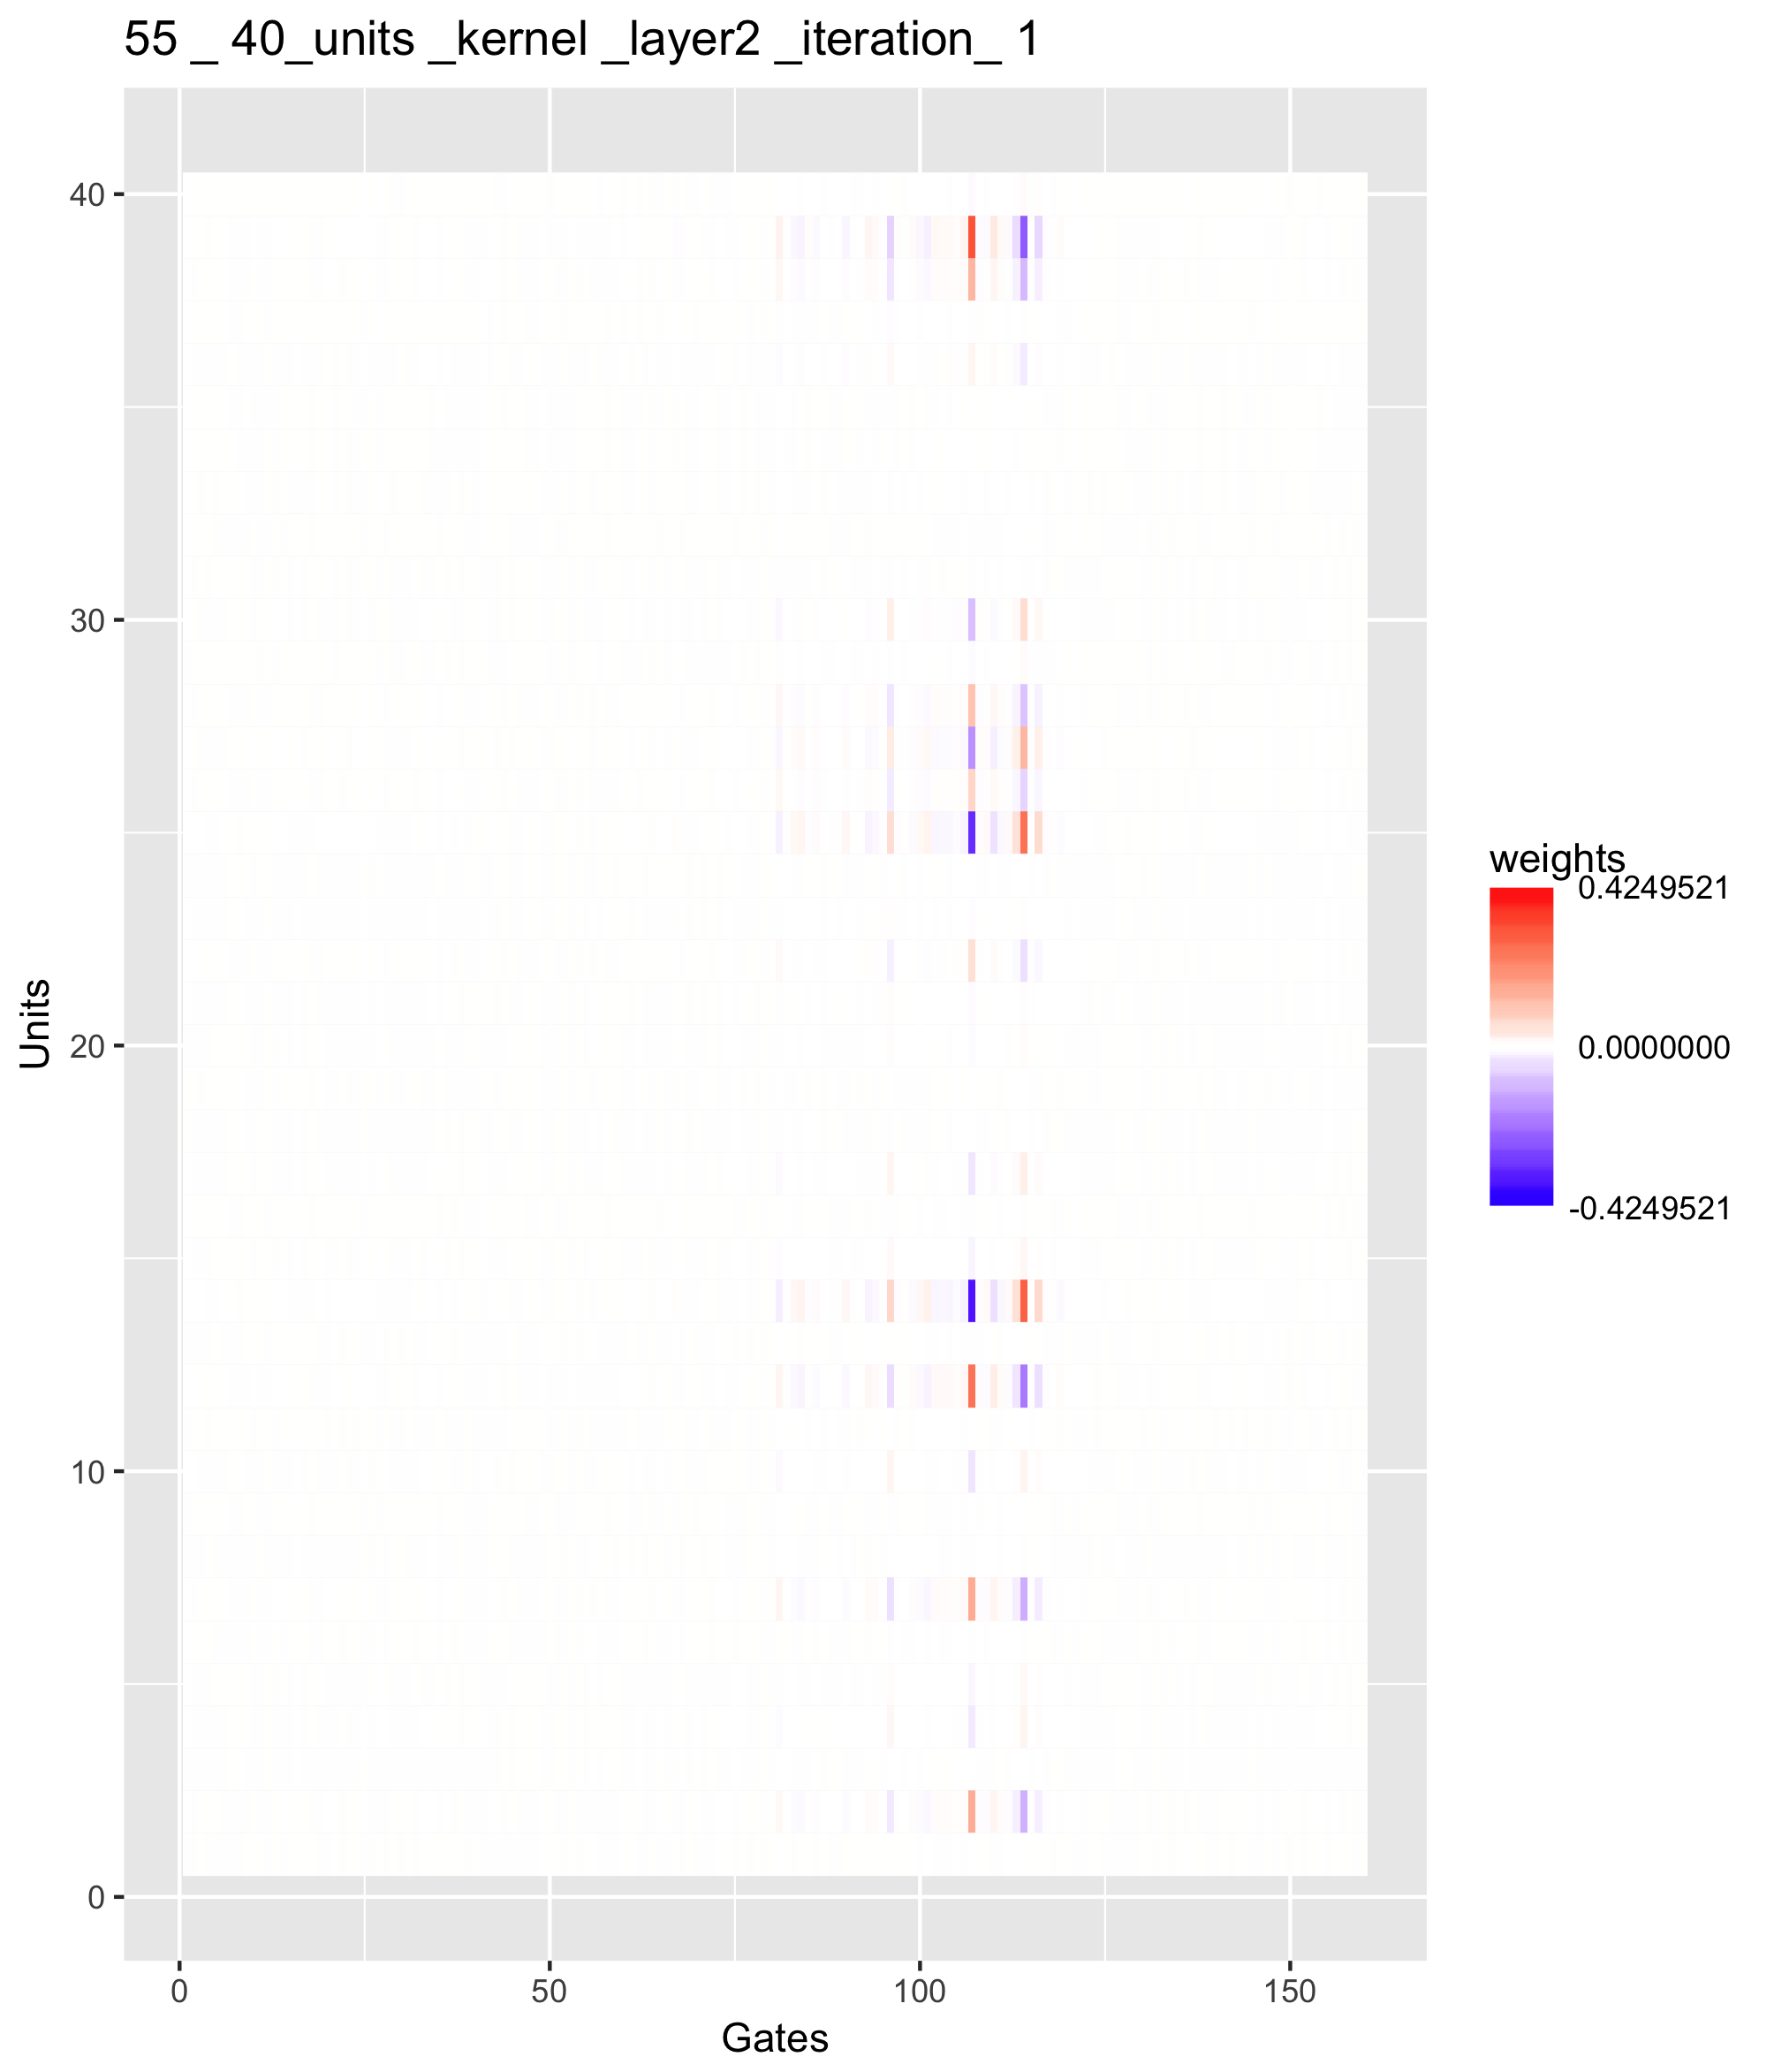 55 _ 40_units _kernel _layer2 _iteration_ 1
40
30
20
10
0
Units
0 50 100 150
Gates
weights
0.4249521
0.0000000
-0.4249521